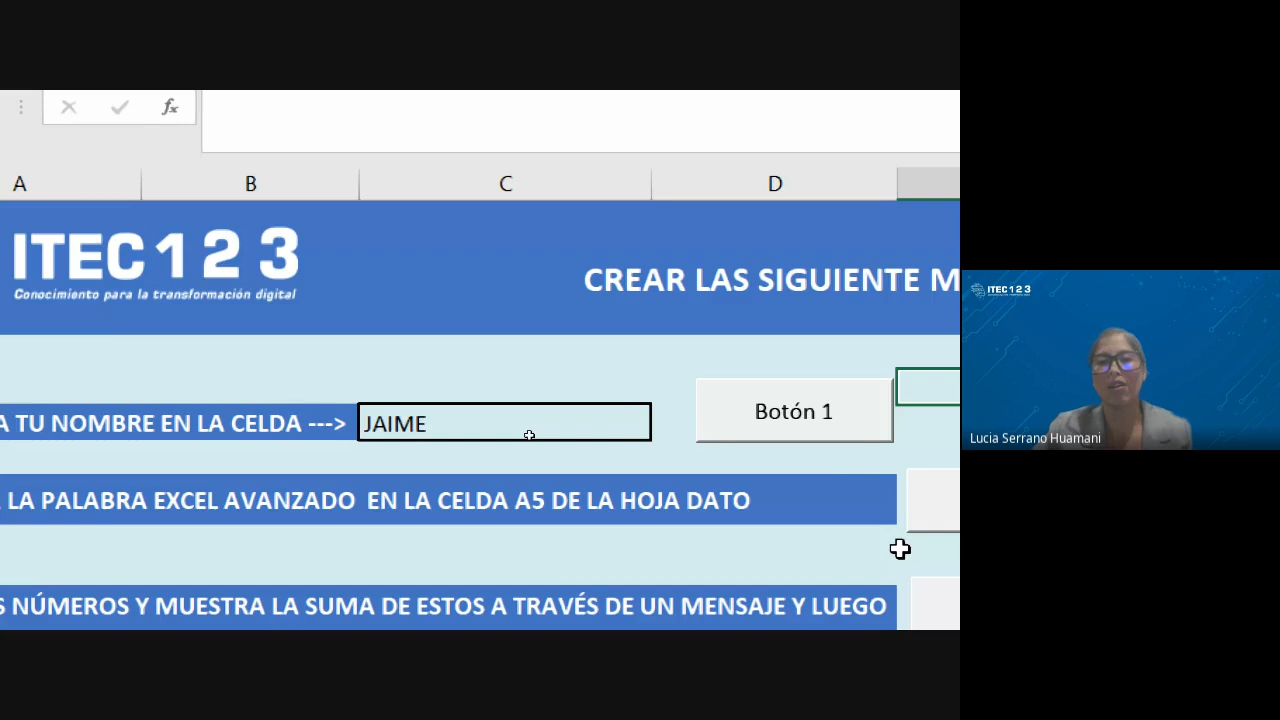 fx
A B C D
ITEC 1 2 3
Conocimiento para la transformación digital
CREAR LAS SIGUIENTE M
A TU NOMBRE EN LA CELDA --->
JAIME
Botón 1
LA PALABRA EXCEL AVANZADO EN LA CELDA A5 DE LA HOJA DATO
S NÚMEROS Y MUESTRA LA SUMA DE ESTOS A TRAVÉS DE UN MENSAJE Y LUEGO
ITEC 1 2 3
Lucia Serrano Huamani